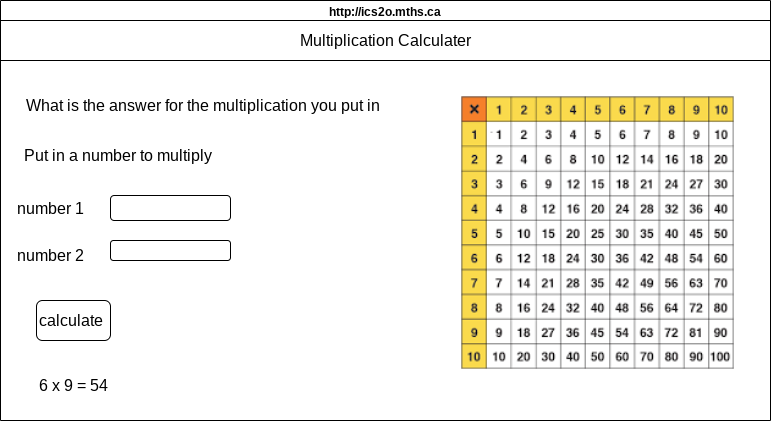 http://ics2o.mths.ca
Multiplication Calculater
What is the answer for the multiplication you put in
Put in a number to multiply
number 1
number 2
calculate
6 x 9 = 54
× 1 2 3 4 5 6 7 8 9 10
1 1 2 3 4 5 6 7 8 9 10
2 2 4 6 8 10 12 14 16 18 20
3 3 6 9 12 15 18 21 24 27 30
4 4 8 12 16 20 24 28 32 36 40
5 5 10 15 20 25 30 35 40 45 50
6 6 12 18 24 30 36 42 48 54 60
7 7 14 21 28 35 42 49 56 63 70
8 8 16 24 32 40 48 56 64 72 80
9 9 18 27 36 45 54 63 72 81 90
10 10 20 30 40 50 60 70 80 90 100